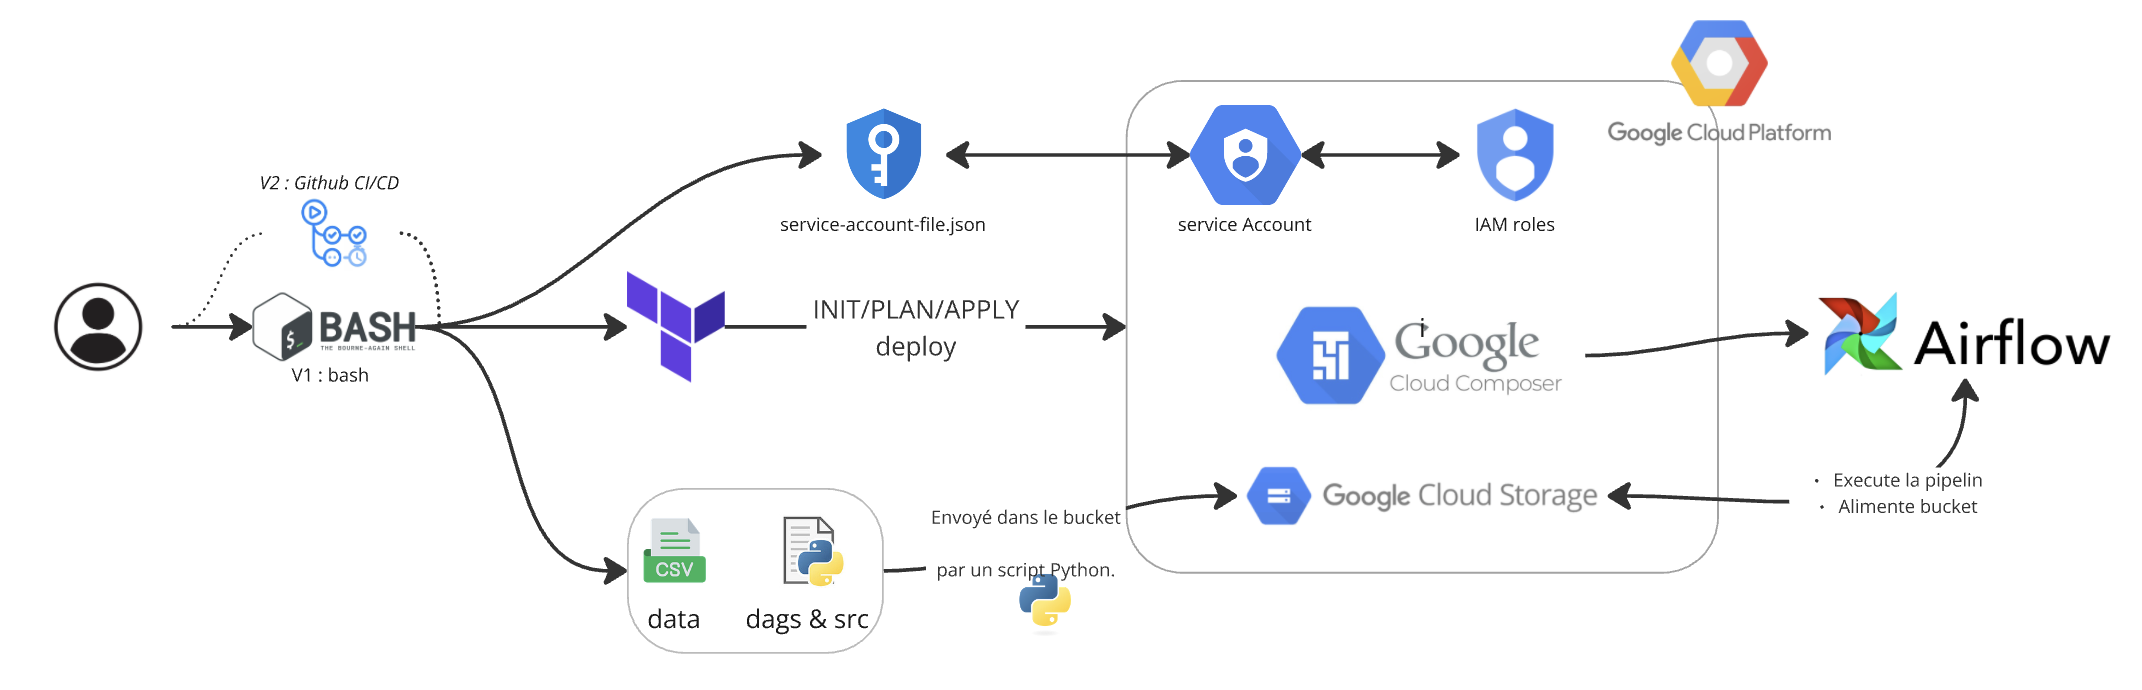 Google Cloud Platform
V2 : Github CI/CD
service-account-file.json
service Account
IAM roles
$
BASH
THE BOURNE-AGAIN SHELL
V1 : bash
INIT/PLAN/APPLY
deploy
i
Google
Cloud Composer
Airflow
Envoyé dans le bucket
par un script Python.
Google Cloud Storage
• Execute la pipelin
• Alimente bucket
CSV
data
dags & src